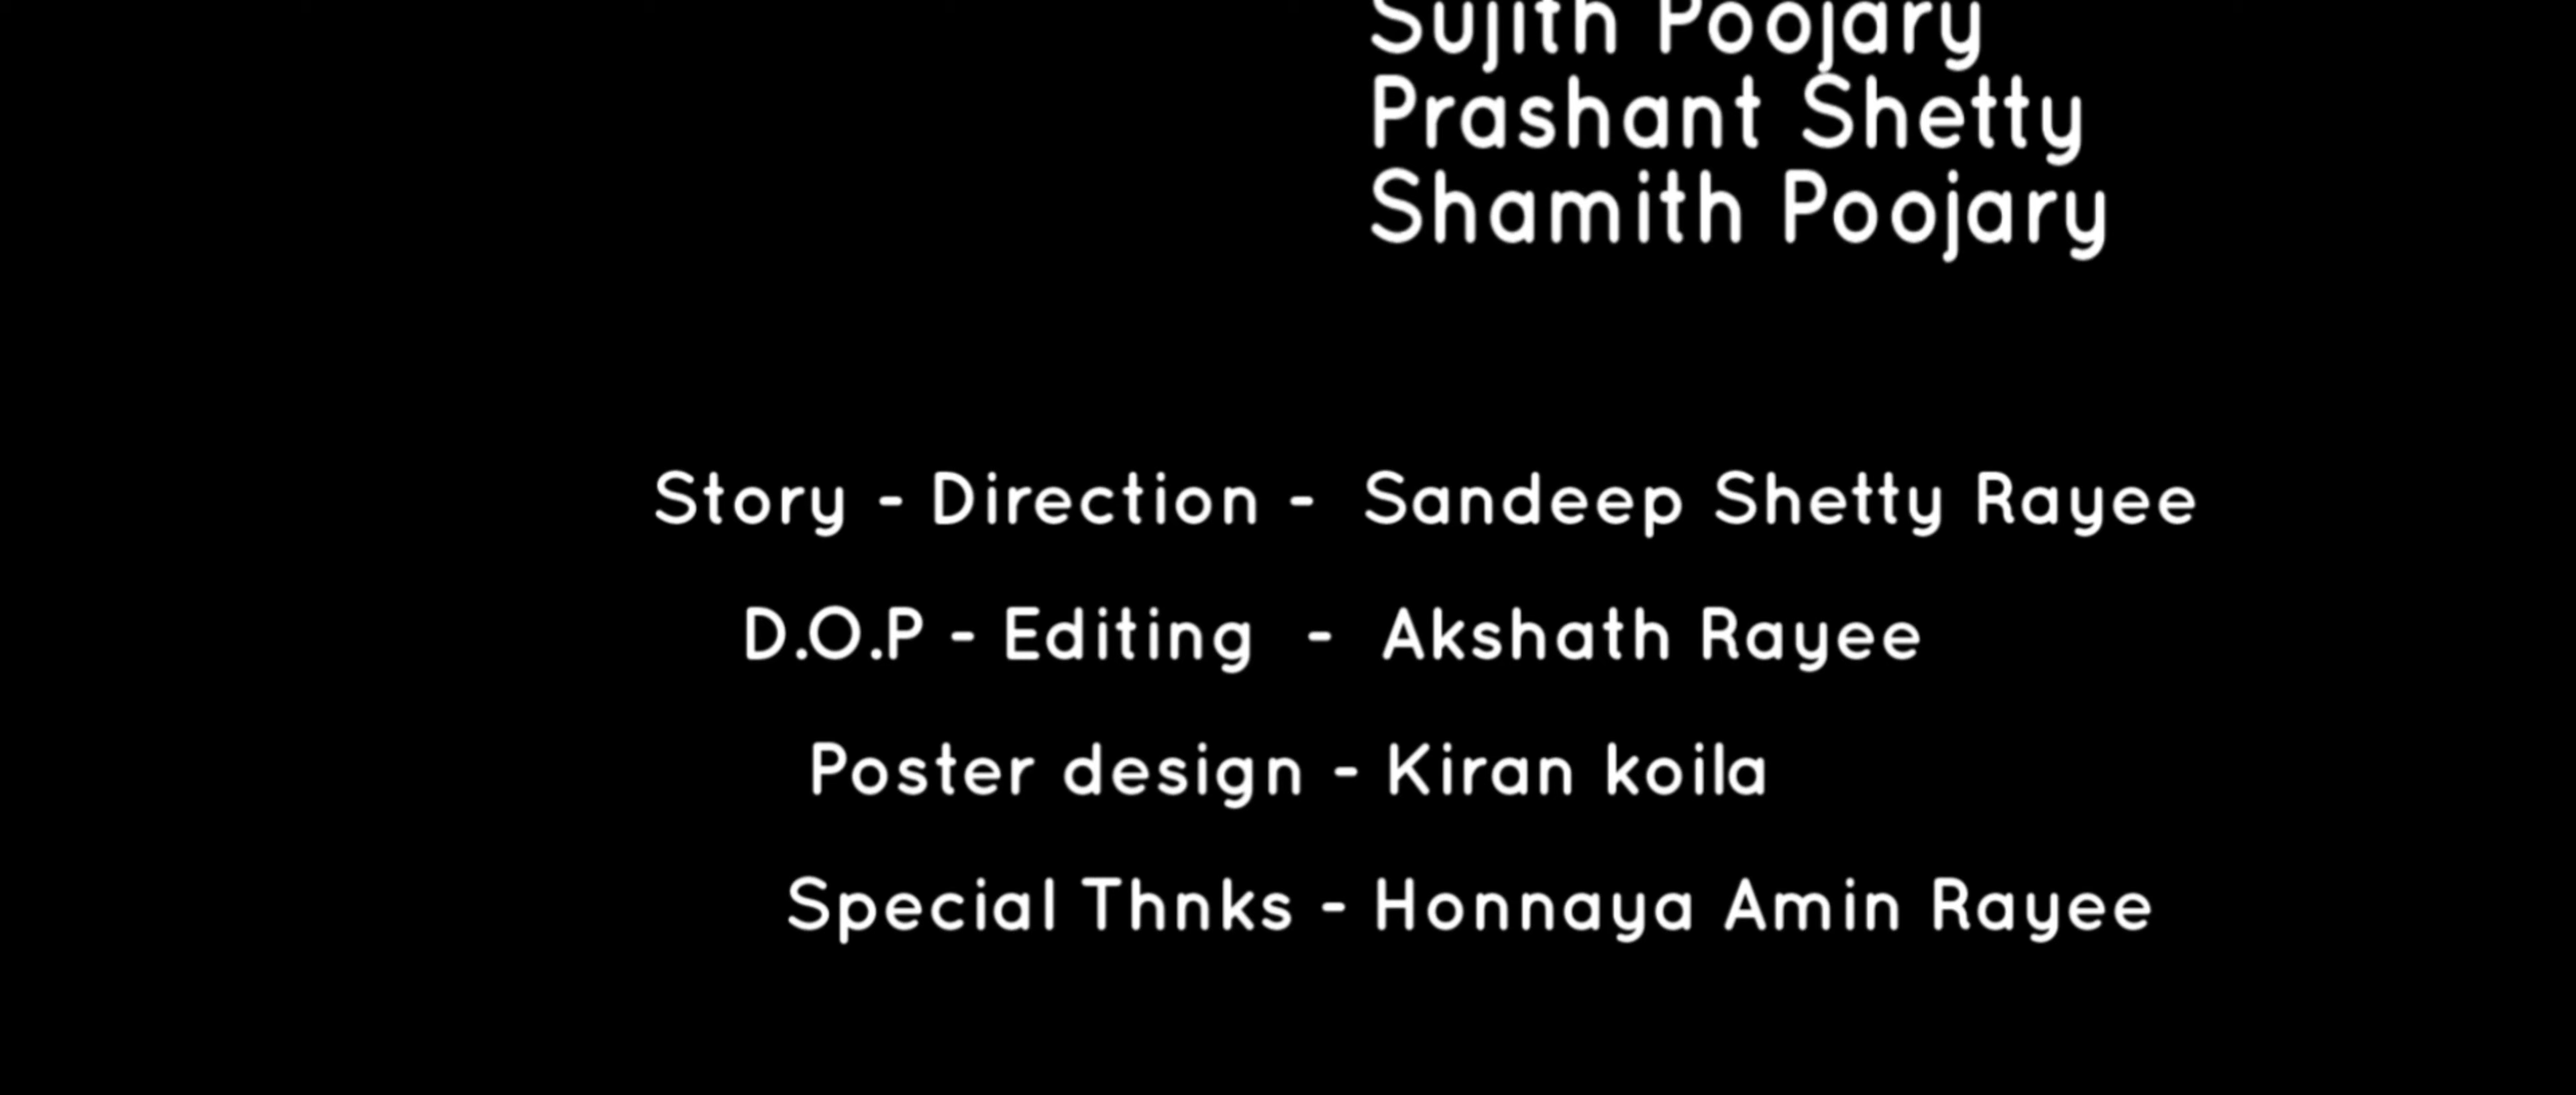 Sujith Poojary
Prashant Shetty
Shamith Poojary
Story - Direction - Sandeep Shetty Rayee
D.O.P - Editing - Akshath Rayee
Poster design - Kiran koila
Special Thnks - Honnaya Amin Rayee